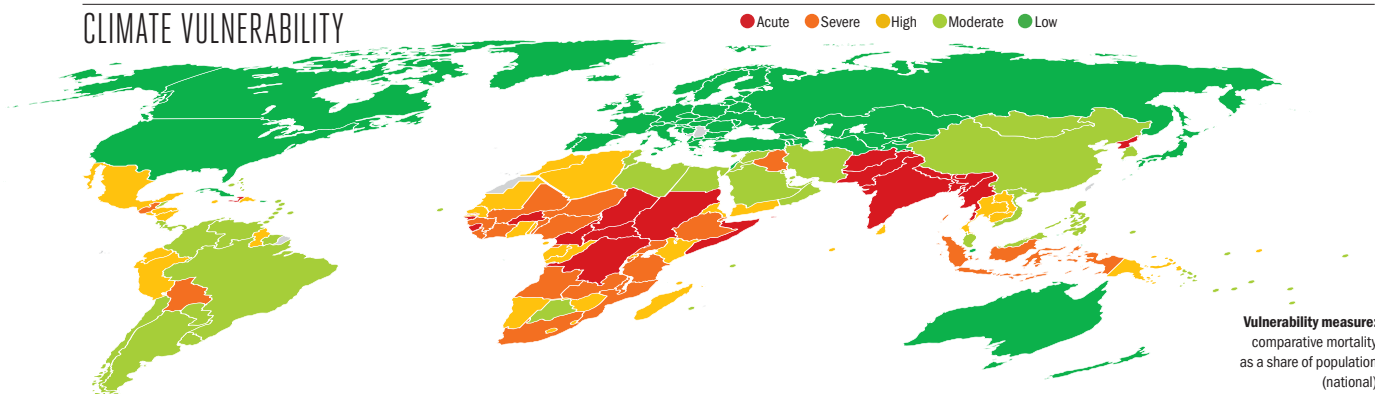 CLIMATE VULNERABILITY
Acute Severe High Moderate Low
Vulnerability measure:
comparative mortality
as a share of population
(national)